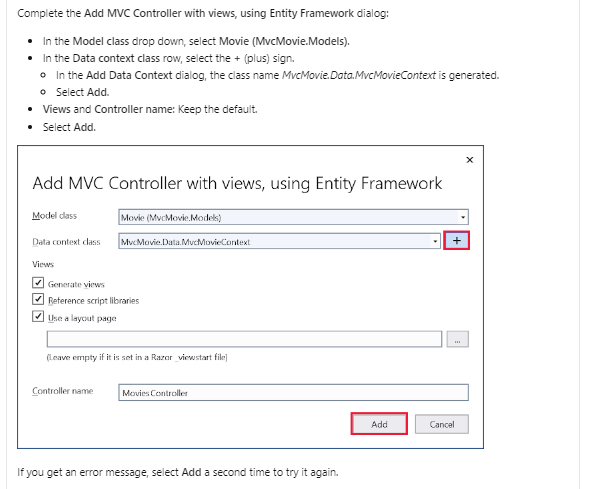 Complete the Add MVC Controller with views, using Entity Framework dialog:
• In the Model class drop down, select Movie (MvcMovie.Models).
• In the Data context class row, select the + (plus) sign.
o In the Add Data Context dialog, the class name MvcMovie.Data.MvcMovieContext is generated.
o Select Add.
• Views and Controller name: Keep the default.
• Select Add.
×
Add MVC Controller with views, using Entity Framework
Model class
Movie (MvcMovie.Models)
Data context class
MvcMovie.Data.MvcMovieContext
+
Views
Generate views
Reference script libraries
Use a layout page
...
(Leave empty if it is set in a Razor _viewstart file)
Controller name
MoviesController
Add
Cancel
If you get an error message, select Add a second time to try it again.